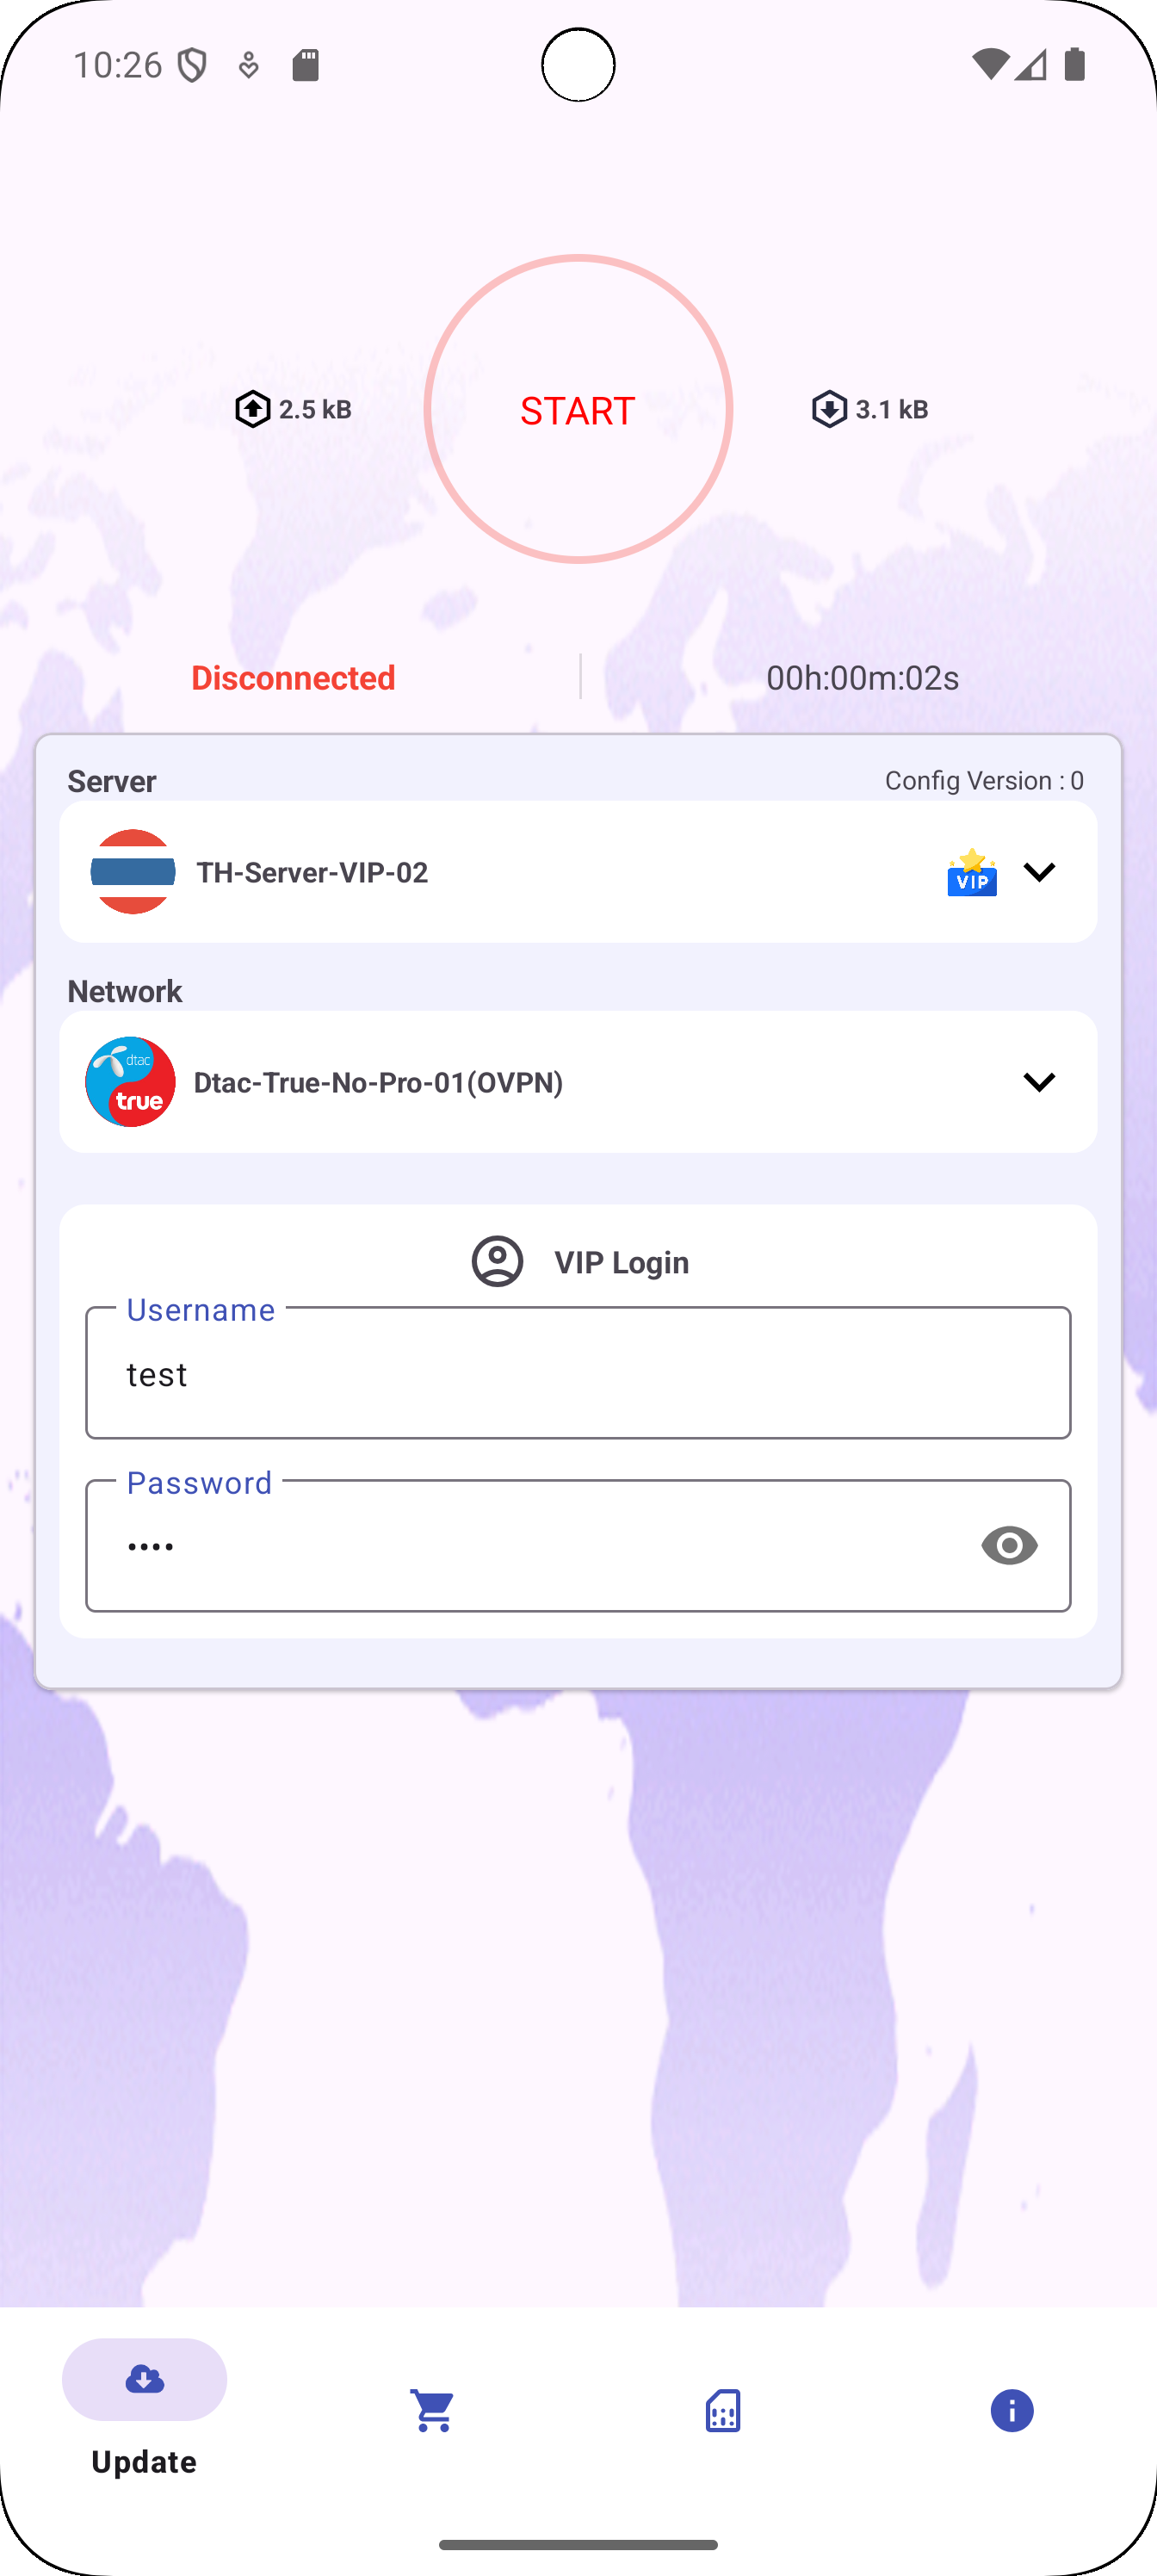 10:26
2.5 kB
START
3.1 kB
Disconnected
00h:00m:02s
Server
Config Version : 0
TH-Server-VIP-02
VIP
Network
dtac
true
Dtac-True-No-Pro-01(OVPN)
VIP Login
Username
test
Password
••••
Update